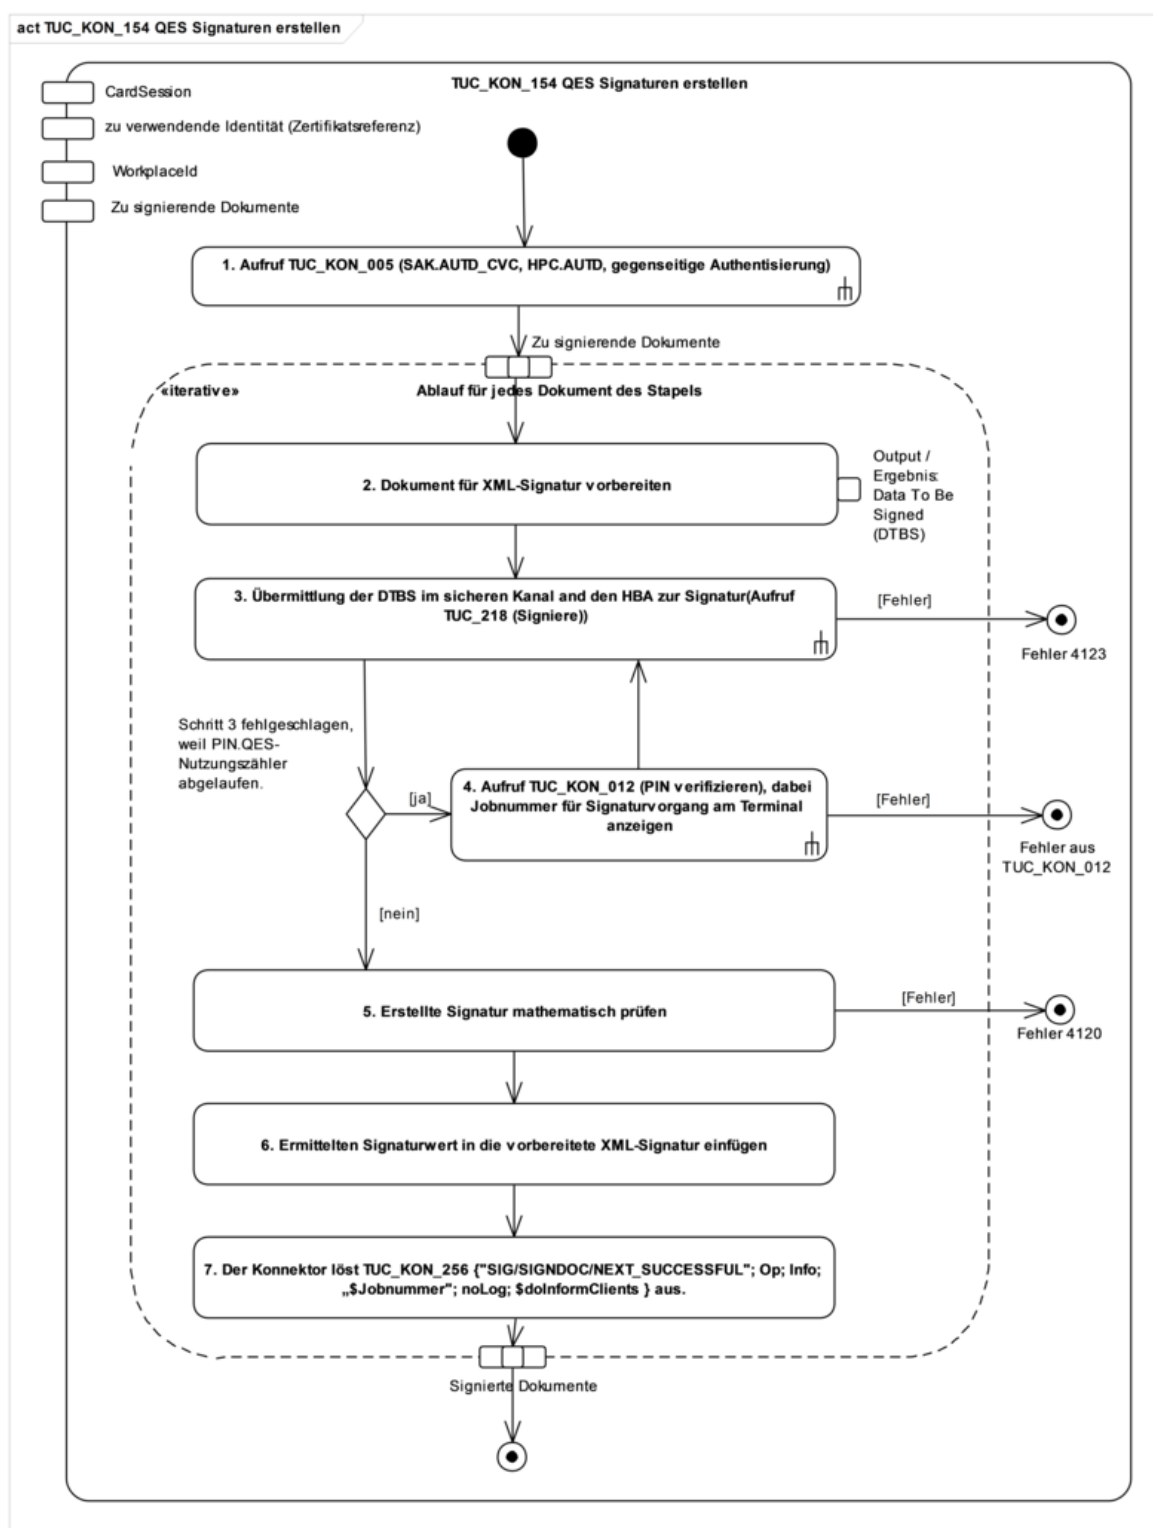 act TUC_KON_154 QES Signaturen erstellen
TUC_KON_154 QES Signaturen erstellen
CardSession
zu verwendende Identität (Zertifikatsreferenz)
WorkplaceId
Zu signierende Dokumente
1. Aufruf TUC_KON_005 (SAK.AUTD_CVC, HPC.AUTD, gegenseitige Authentisierung)
Zu signierende Dokumente
«iterative»
Ablauf für jedes Dokument des Stapels
2. Dokument für XML-Signatur vorbereiten
Output /
Ergebnis:
Data To Be
Signed
(DTBS)
3. Übermittlung der DTBS im sicheren Kanal and den HBA zur Signatur(Aufruf
TUC_218 (Signiere))
[Fehler]
Fehler 4123
Schritt 3 fehlgeschlagen,
weil PIN.QES-
Nutzungszähler
abgelaufen.
[ja]
4. Aufruf TUC_KON_012 (PIN verifizieren), dabei
Jobnummer für Signaturvorgang am Terminal
anzeigen
[Fehler]
Fehler aus
TUC_KON_012
[nein]
5. Erstellte Signatur mathematisch prüfen
[Fehler]
Fehler 4120
6. Ermittelten Signaturwert in die vorbereitete XML-Signatur einfügen
7. Der Konnektor löst TUC_KON_256 {"SIG/SIGNDOC/NEXT_SUCCESSFUL"; Op; Info;
„$Jobnummer"; noLog; $doInformClients } aus.
Signierte Dokumente